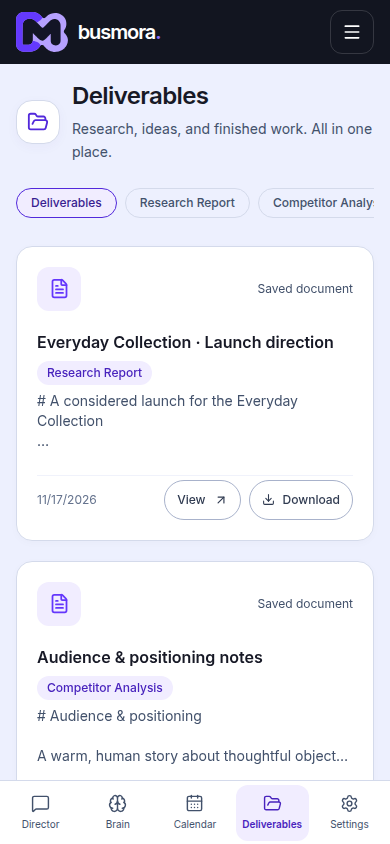 busmora.
Deliverables
Research, ideas, and finished work. All in one
place.
Deliverables
Research Report
Competitor Analys
Saved document
Everyday Collection · Launch direction
Research Report
# A considered launch for the Everyday
Collection
...
11/17/2026
View
Download
Saved document
Audience & positioning notes
Competitor Analysis
# Audience & positioning
A warm, human story about thoughtful object...
Director
Brain
Calendar
Deliverables
Settings